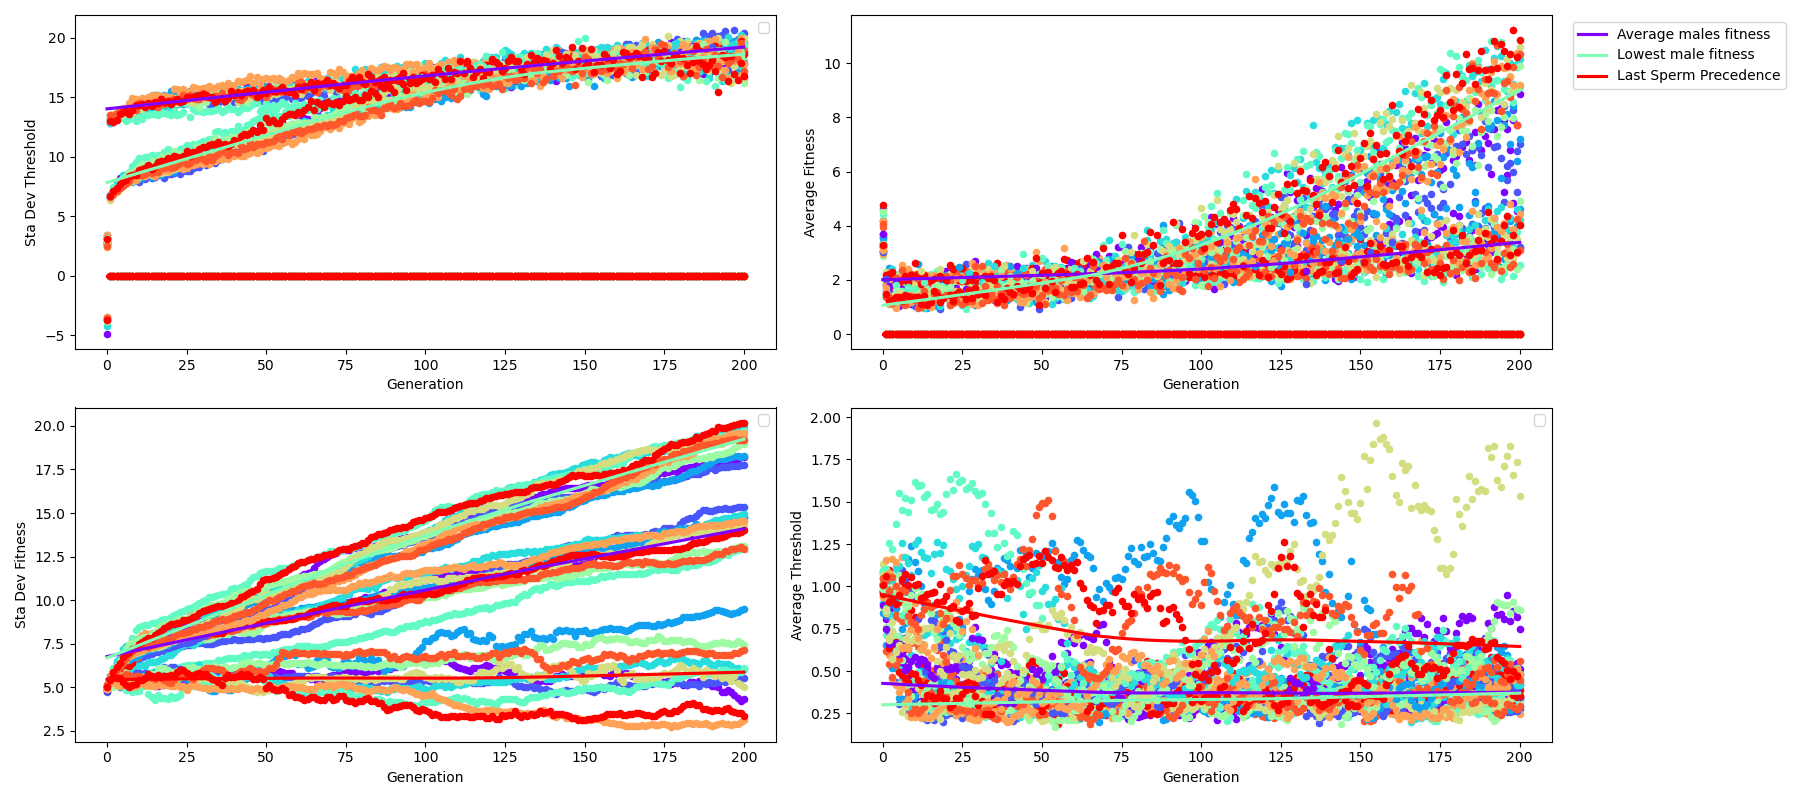 20
15
10
5
0
−5
Sta Dev Threshold
0 25 50 75 100 125 150 175 200
Generation
10
8
6
4
2
0
Average Fitness
0 25 50 75 100 125 150 175 200
Generation
Average males fitness
Lowest male fitness
Last Sperm Precedence
20.0
17.5
15.0
12.5
10.0
7.5
5.0
2.5
Sta Dev Fitness
0 25 50 75 100 125 150 175 200
Generation
2.00
1.75
1.50
1.25
1.00
0.75
0.50
0.25
Average Threshold
0 25 50 75 100 125 150 175 200
Generation